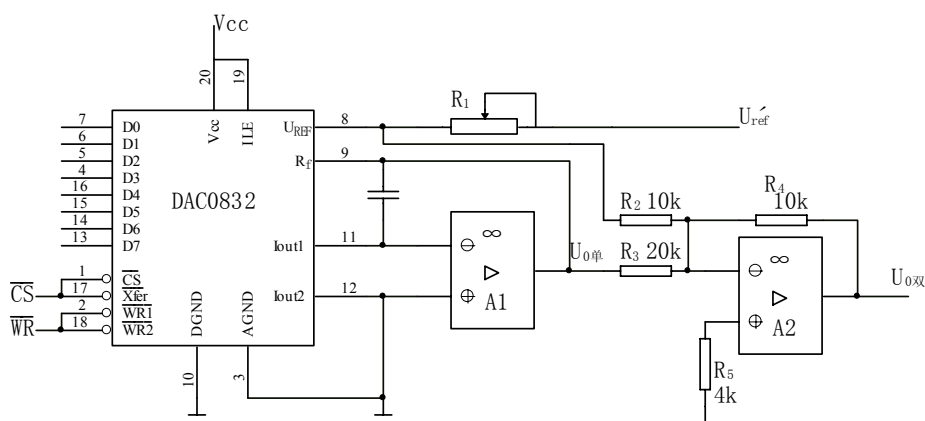 Vcc
20
19
Vcc
ILE
7
D0
6
D1
5
D2
4
D3
16
D4
15
D5
14
D6
13
D7
DAC0832
UREF
8
Rf
9
Iout1
11
Iout2
12
CS
1
CS
17
Xfer
WR
2
WR1
18
WR2
DGND
AGND
10
3
R1
U′ref
R2 10k
R3 20k
R4
10k
∞
A1
U0单
∞
A2
U0双
R5
4k